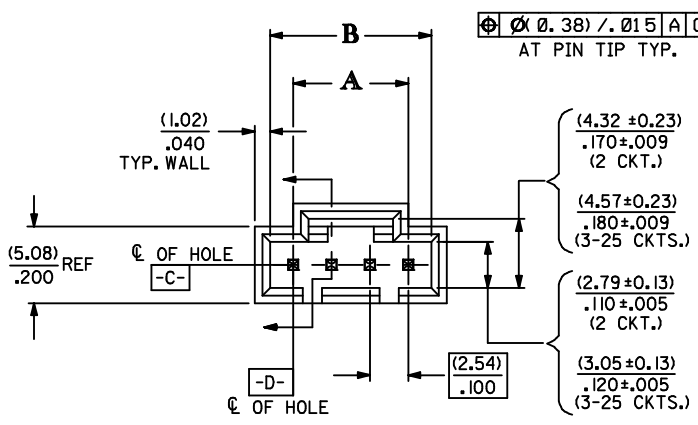 B
⌖ Ø(0.38)/.015 A
AT PIN TIP TYP.
A
(1.02)
.040
TYP. WALL
(4.32 ±0.23)
.170±.009
(2 CKT.)
(4.57±0.23)
.180±.009
(3-25 CKTS.)
(5.08)
.200 REF
℄ OF HOLE
-C-
(2.79±0.13)
.110±.005
(2 CKT.)
(3.05±0.13)
.120±.005
(3-25 CKTS.)
(2.54)
.100
-D-
℄ OF HOLE